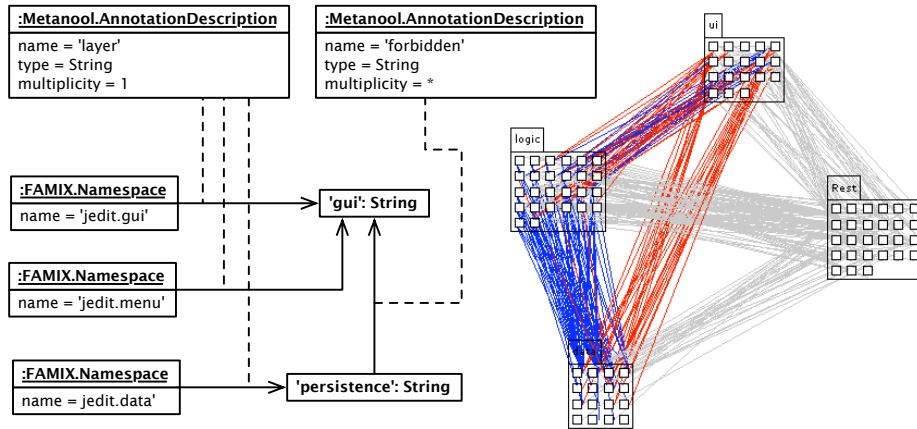 :Metanool.AnnotationDescription
name = 'layer'
type = String
multiplicity = 1
:Metanool.AnnotationDescription
name = 'forbidden'
type = String
multiplicity = *
:FAMIX.Namespace
name = 'jedit.gui'
'gui': String
:FAMIX.Namespace
name = 'jedit.menu'
:FAMIX.Namespace
name = jedit.data'
'persistence': String
ui
logic
Rest
data